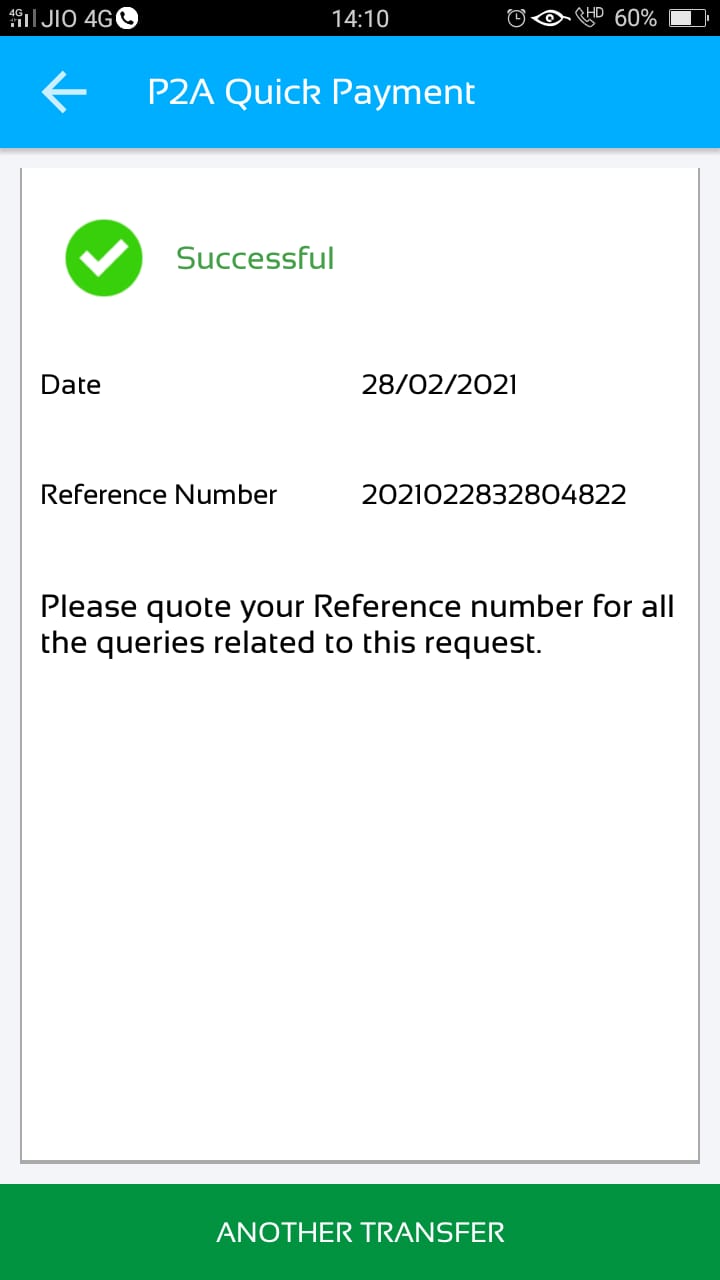 4G JIO 4G 14:10 HD 60%
P2A Quick Payment
Successful
Date 28/02/2021
Reference Number 2021022832804822
Please quote your Reference number for all
the queries related to this request.
ANOTHER TRANSFER